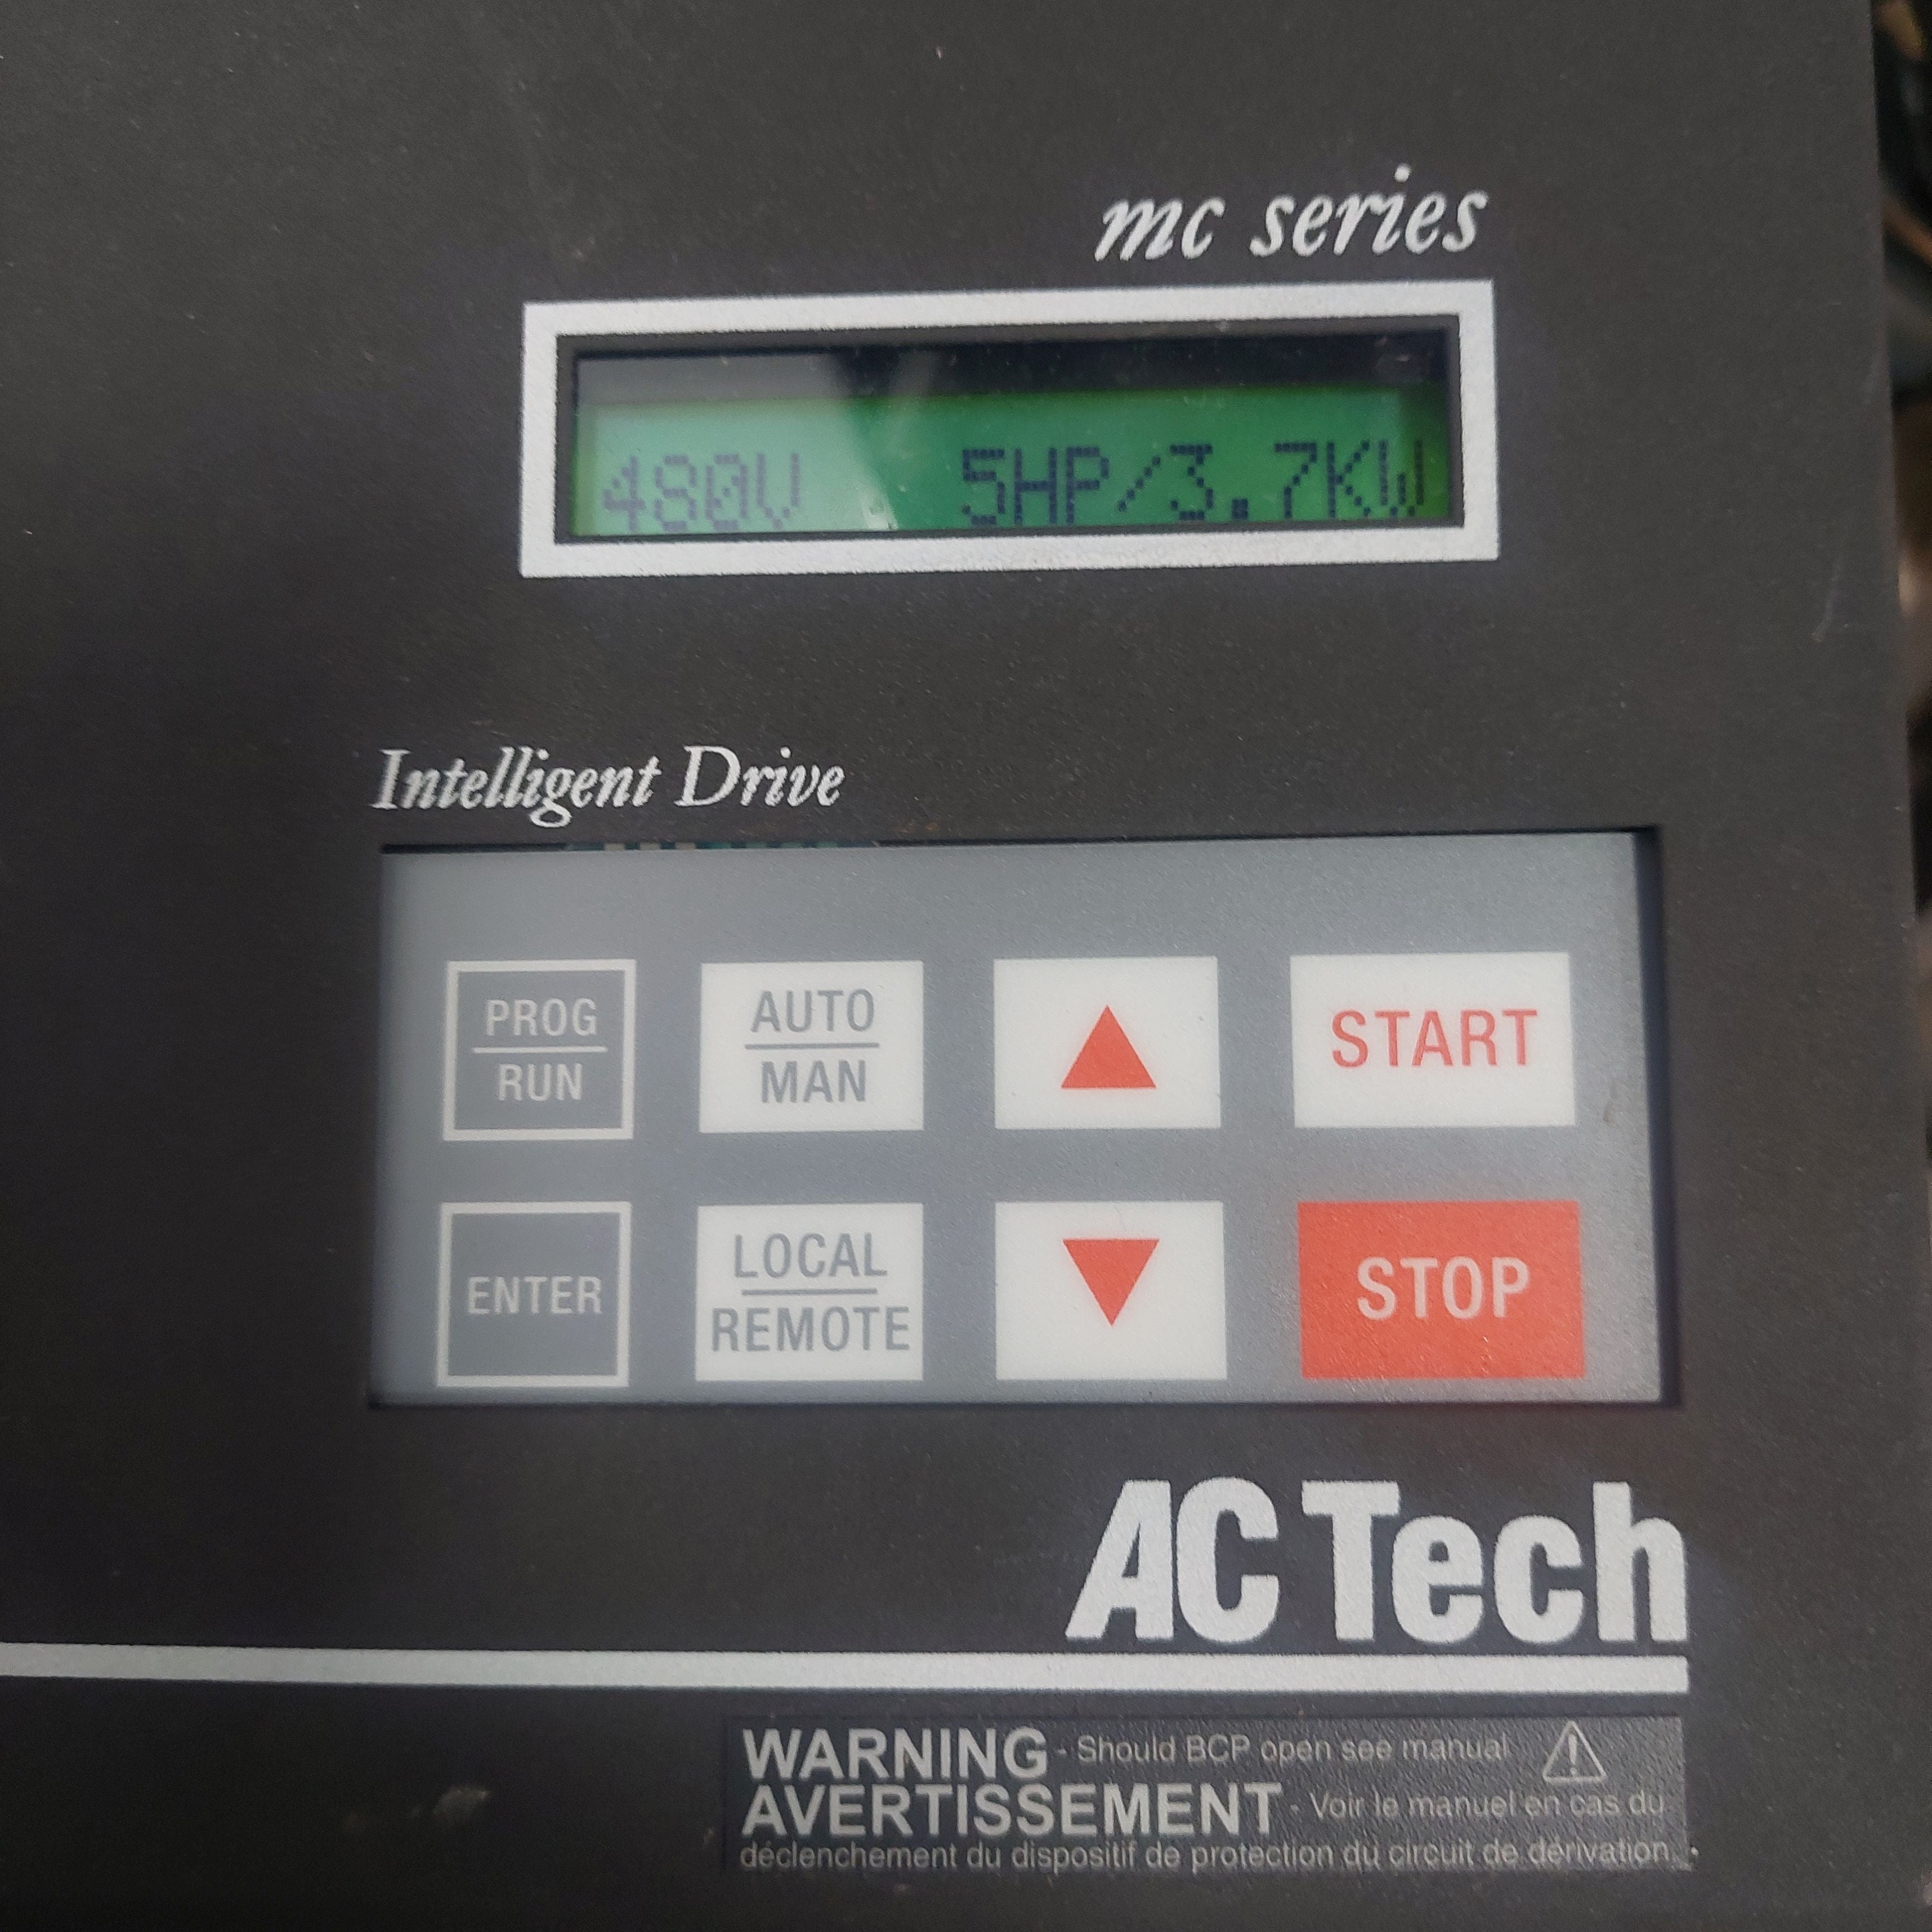 mc series
480V 5HP/3.7KW
Intelligent Drive
PROG
RUN
AUTO
MAN
START
ENTER
LOCAL
REMOTE
STOP
AC Tech
WARNING - Should BCP open see manual
AVERTISSEMENT - Voir le manuel en cas du
déclenchement du dispositif de protection du circuit de dérivation.